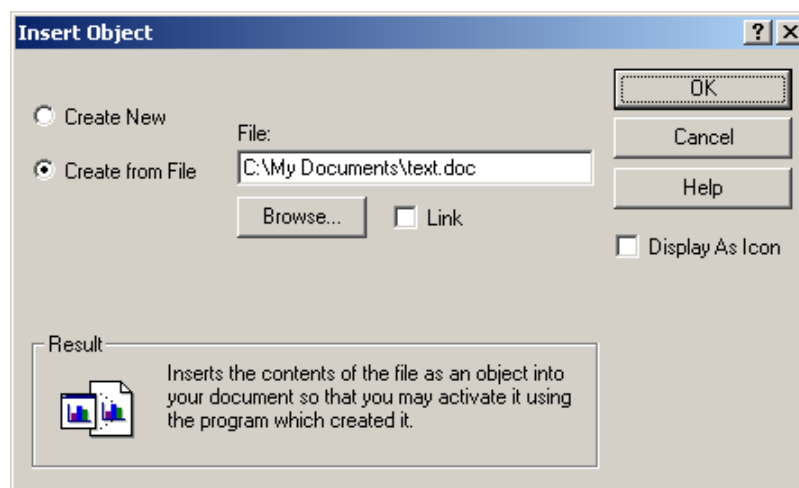 Insert Object
Create New
Create from File
File:
C:\My Documents\text.doc
Browse...
Link
OK
Cancel
Help
Display As Icon
Result
Inserts the contents of the file as an object into
your document so that you may activate it using
the program which created it.